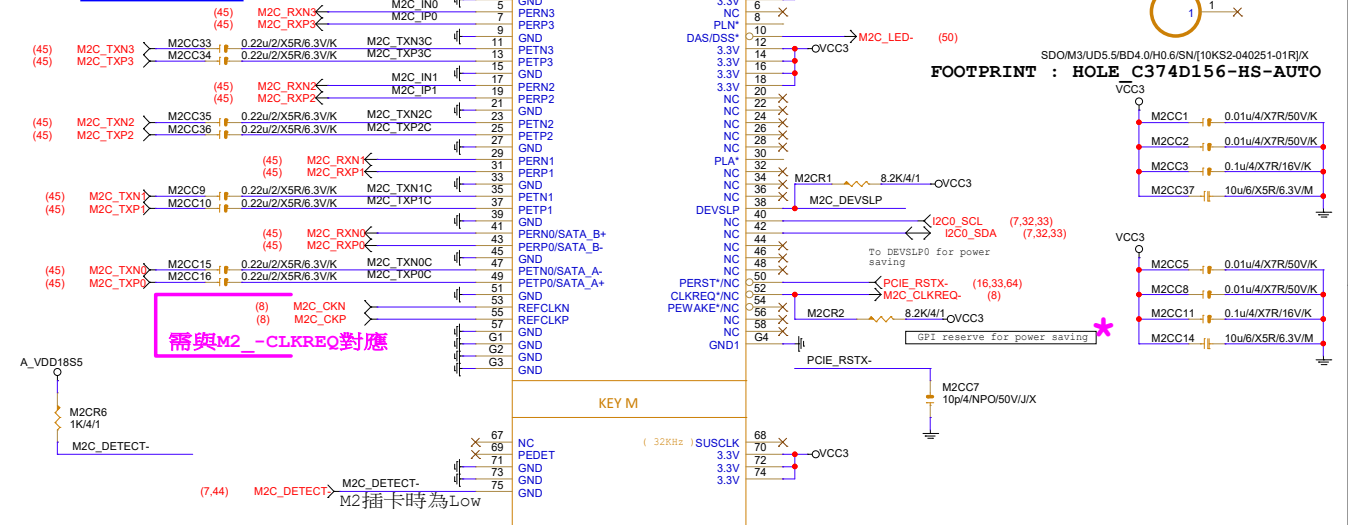 GND
3.3V
(45) M2C_RXN3 M2C_IN0 5 PERN3 NC 6
(45) M2C_RXP3 M2C_IP0 7 PERP3 PLN* 8
9 GND DAS/DSS* 10 M2C_LED- (50)
(45) M2C_TXN3 M2CC33 0.22u/2/X5R/6.3V/K M2C_TXN3C 11 PETN3 3.3V 12 VCC3
(45) M2C_TXP3 M2CC34 0.22u/2/X5R/6.3V/K M2C_TXP3C 13 PETP3 3.3V 14
15 GND 3.3V 16
(45) M2C_RXN2 M2C_IN1 17 PERN2 3.3V 18
(45) M2C_RXP2 M2C_IP1 19 PERP2 NC 20
21 GND NC 22
(45) M2C_TXN2 M2CC35 0.22u/2/X5R/6.3V/K M2C_TXN2C 23 PETN2 NC 24
(45) M2C_TXP2 M2CC36 0.22u/2/X5R/6.3V/K M2C_TXP2C 25 PETP2 NC 26
27 GND NC 28
(45) M2C_RXN1 29 PERN1 PLA* 30
(45) M2C_RXP1 31 PERP1 NC 32
33 GND NC 34 M2CR1 8.2K/4/1 VCC3
(45) M2C_TXN1 M2CC9 0.22u/2/X5R/6.3V/K M2C_TXN1C 35 PETN1 NC 36
(45) M2C_TXP1 M2CC10 0.22u/2/X5R/6.3V/K M2C_TXP1C 37 PETP1 DEVSLP 38 M2C_DEVSLP
39 GND NC 40 I2C0_SCL (7,32,33)
(45) M2C_RXN0 41 PERN0/SATA_B+ NC 42 I2C0_SDA (7,32,33)
(45) M2C_RXP0 43 PERP0/SATA_B- NC 44
45 GND NC 46
To DEVSLP0 for power
saving
(45) M2C_TXN0 M2CC15 0.22u/2/X5R/6.3V/K M2C_TXN0C 47 PETN0/SATA_A- NC 48
(45) M2C_TXP0 M2CC16 0.22u/2/X5R/6.3V/K M2C_TXP0C 49 PETP0/SATA_A+ PERST*/NC 50 PCIE_RSTX- (16,33,64)
51 GND CLKREQ*/NC 52 M2C_CLKREQ- (8)
(8) M2C_CKN 53 REFCLKN PEWAKE*/NC 54
(8) M2C_CKP 55 REFCLKP NC 56 M2CR2 8.2K/4/1 VCC3
57 GND NC 58
G1 GND GND1 G4
G2 GND
G3 GND
需與M2_-CLKREQ對應
GPI reserve for power saving
*
PCIE_RSTX-
M2CC7
10p/4/NPO/50V/J/X
A_VDD18S5
M2CR6
1K/4/1
M2C_DETECT-
KEY M
67 NC ( 32KHz ) SUSCLK 68
69 PEDET 3.3V 70 VCC3
71 GND 3.3V 72
73 GND 3.3V 74
(7,44) M2C_DETECT- M2C_DETECT- 75 GND
M2插卡時為Low
1 1
SDO/M3/UD5.5/BD4.0/H0.6/SN/[10KS2-040251-01R]/X
FOOTPRINT : HOLE_C374D156-HS-AUTO
VCC3
M2CC1 0.01u/4/X7R/50V/K
M2CC2 0.01u/4/X7R/50V/K
M2CC3 0.1u/4/X7R/16V/K
M2CC37 10u/6/X5R/6.3V/M
VCC3
M2CC5 0.01u/4/X7R/50V/K
M2CC8 0.01u/4/X7R/50V/K
M2CC11 0.1u/4/X7R/16V/K
M2CC14 10u/6/X5R/6.3V/M